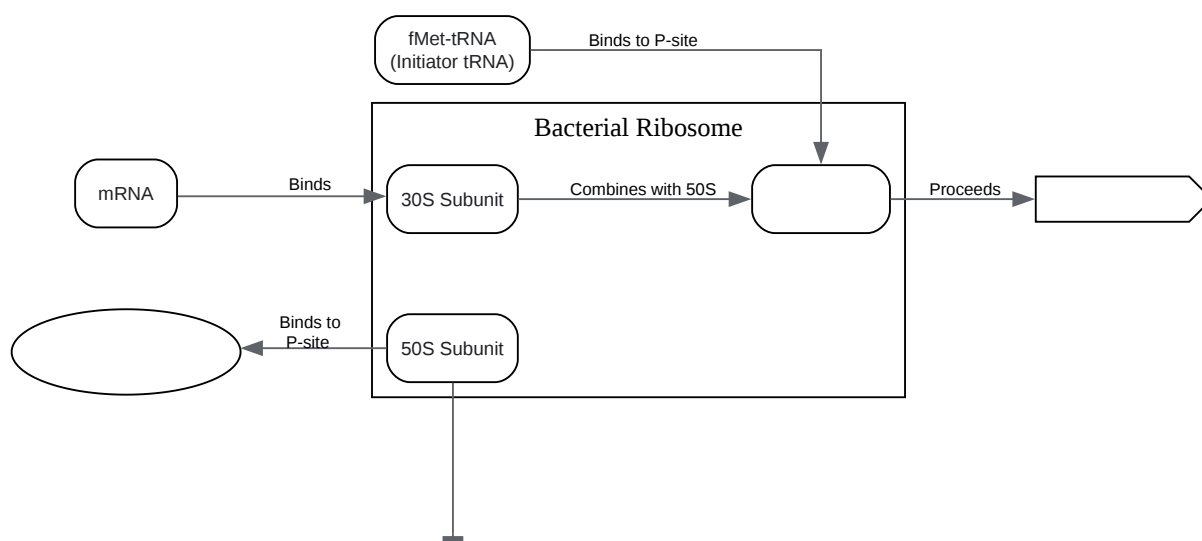 fMet-tRNA
(Initiator tRNA)
Binds to P-site
Bacterial Ribosome
mRNA
Binds
30S Subunit
Combines with 50S
Proceeds
Binds to
P-site
50S Subunit